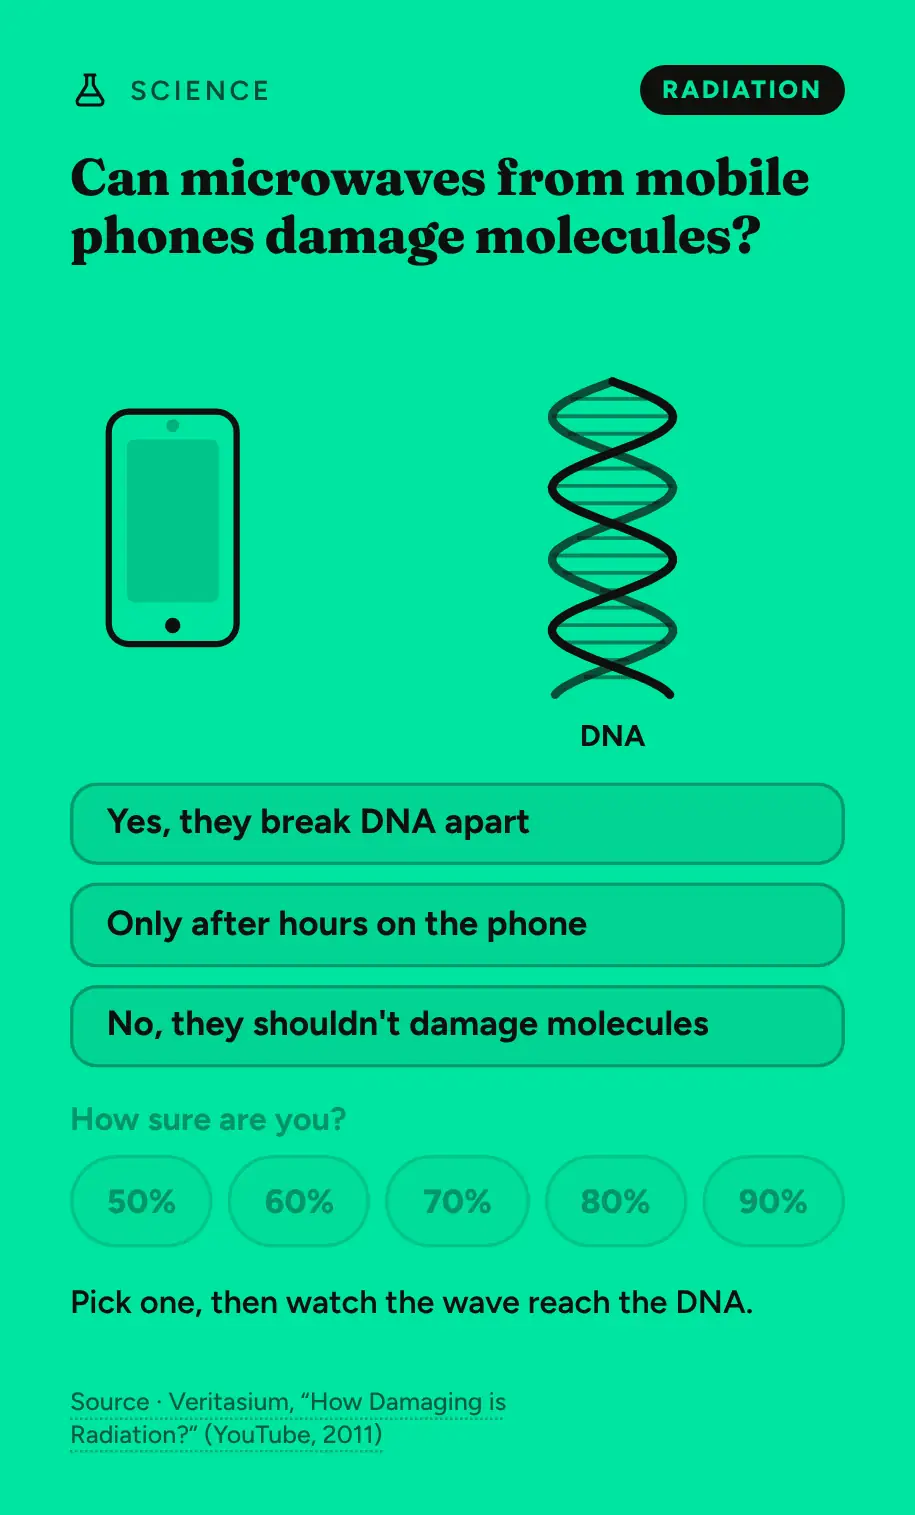 SCIENCE
RADIATION
Can microwaves from mobile
phones damage molecules?
DNA
Yes, they break DNA apart
Only after hours on the phone
No, they shouldn't damage molecules
How sure are you?
50% 60% 70% 80% 90%
Pick one, then watch the wave reach the DNA.
Source · Veritasium, “How Damaging is
Radiation?” (YouTube, 2011)